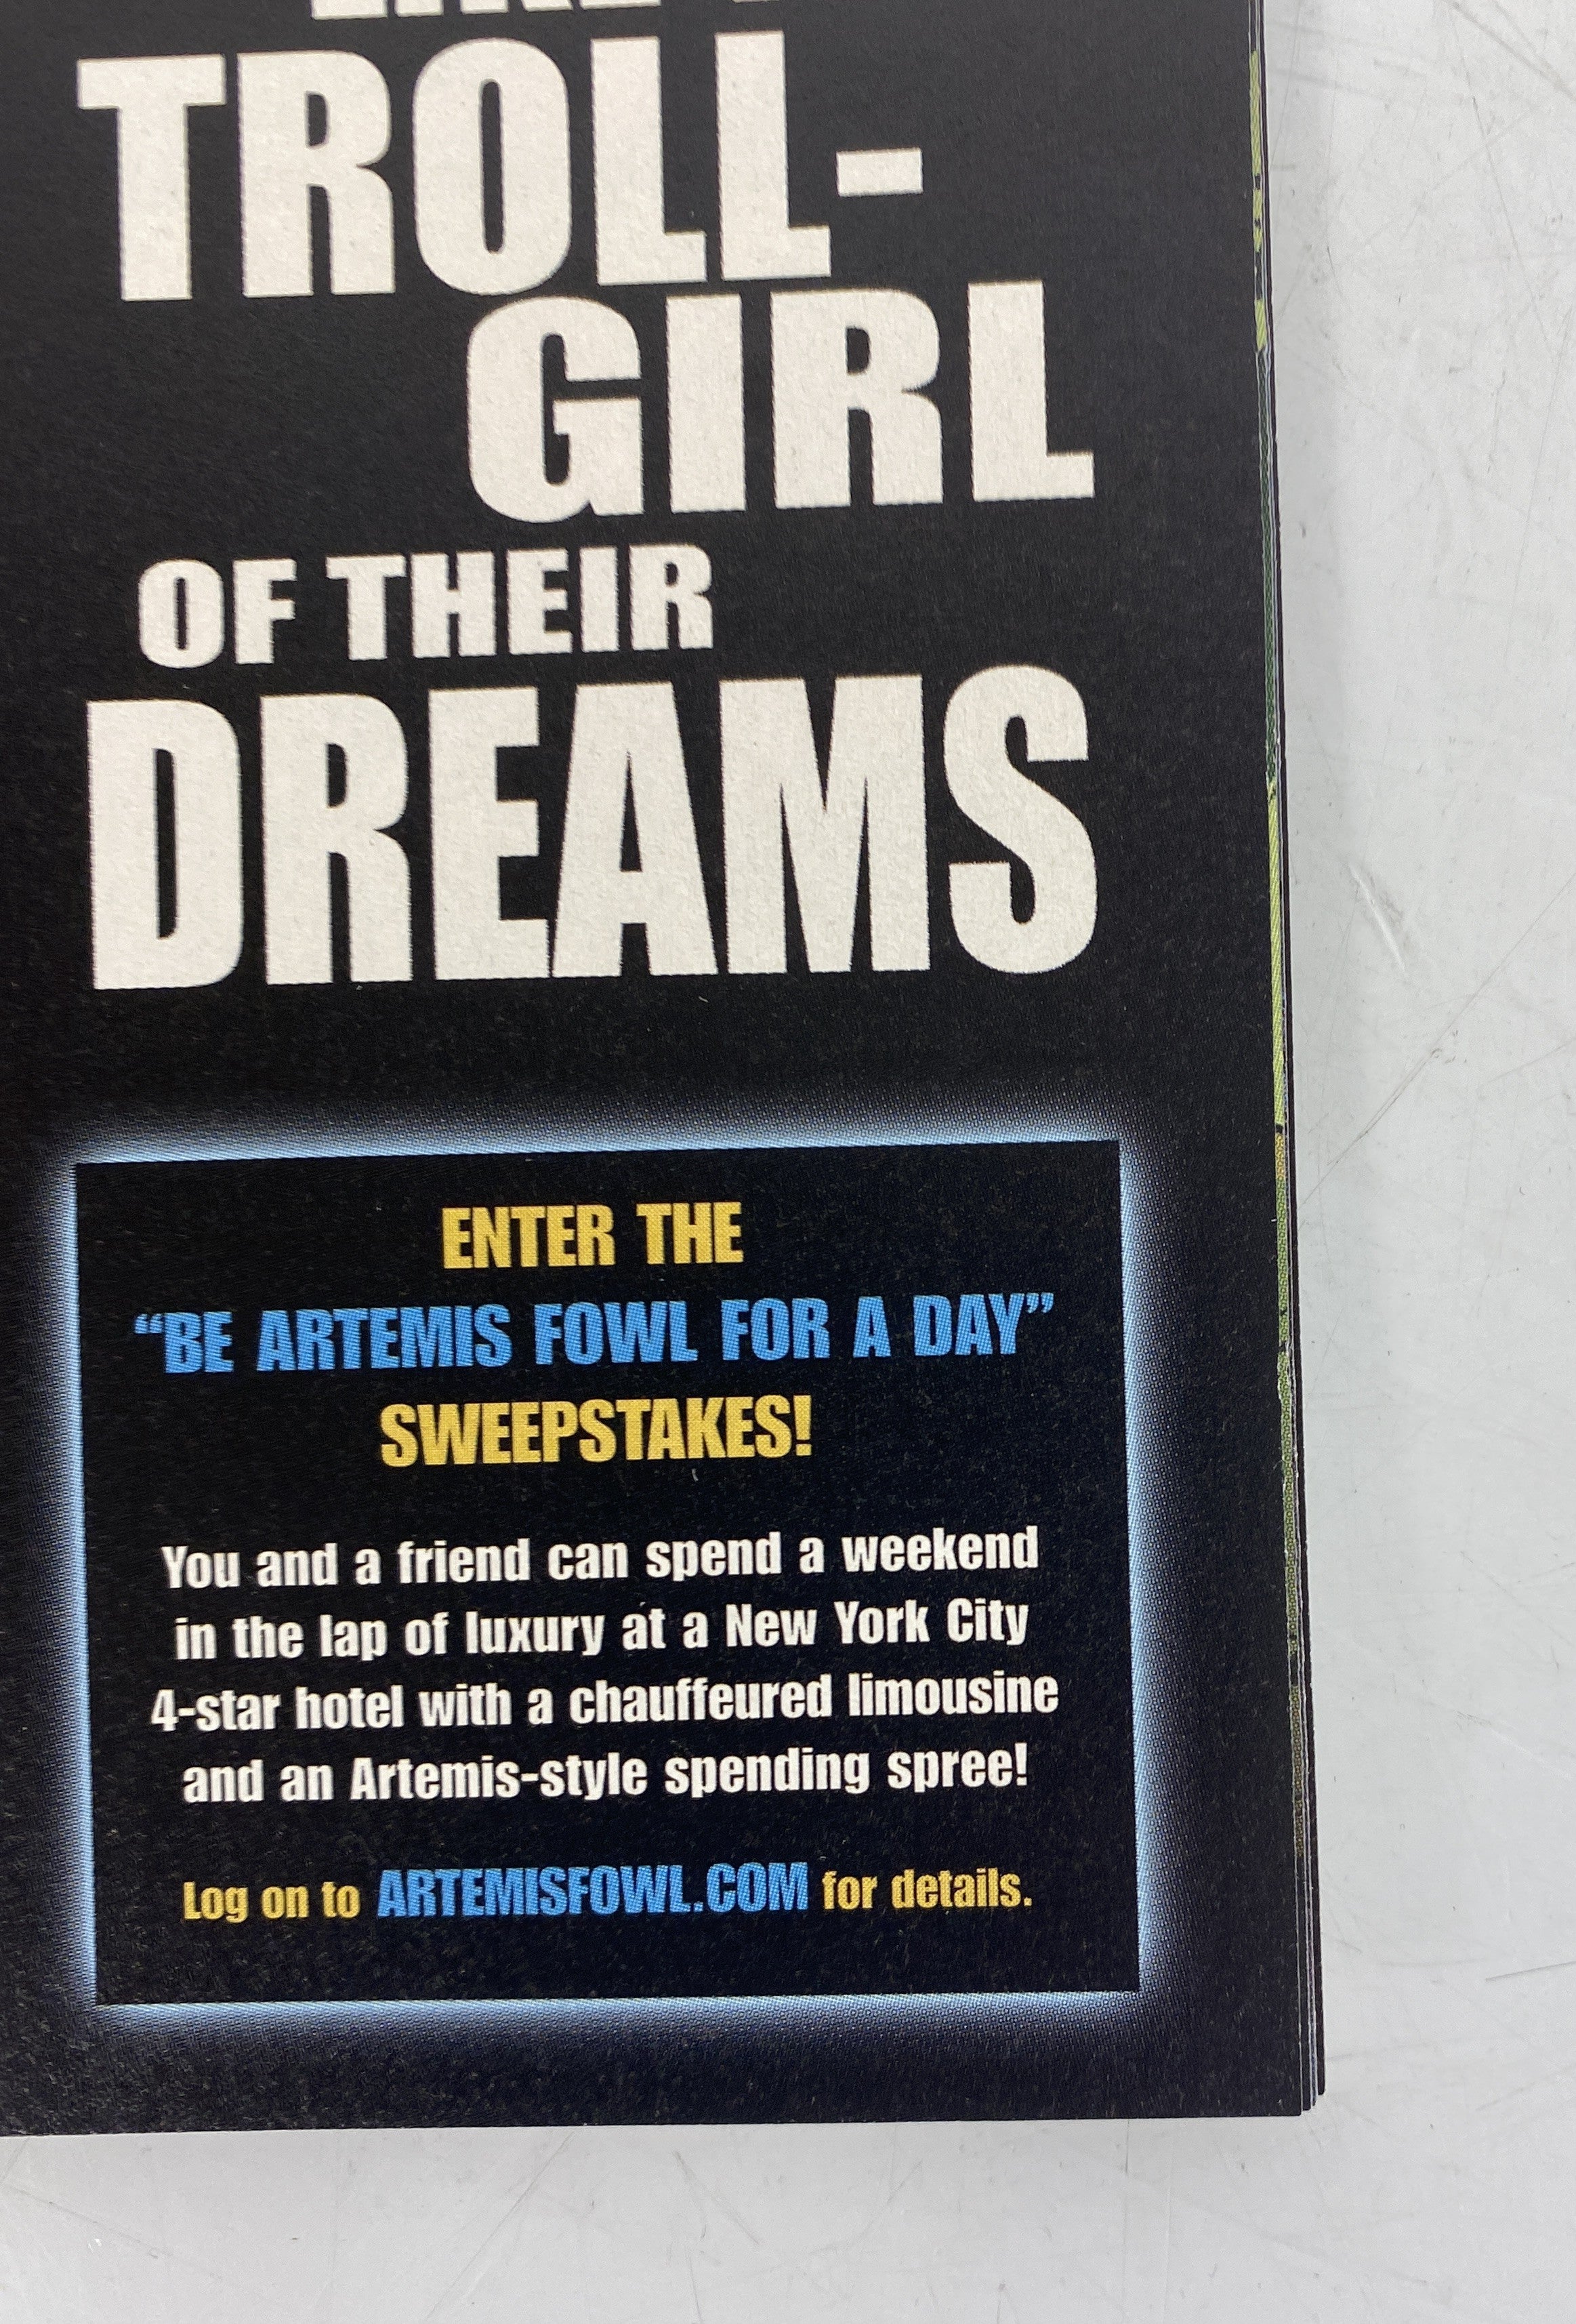 TROLL-
GIRL
OF THEIR
DREAMS
ENTER THE
“BE ARTEMIS FOWL FOR A DAY”
SWEEPSTAKES!
You and a friend can spend a weekend
in the lap of luxury at a New York City
4-star hotel with a chauffeured limousine
and an Artemis-style spending spree!
Log on to ARTEMISFOWL.COM for details.